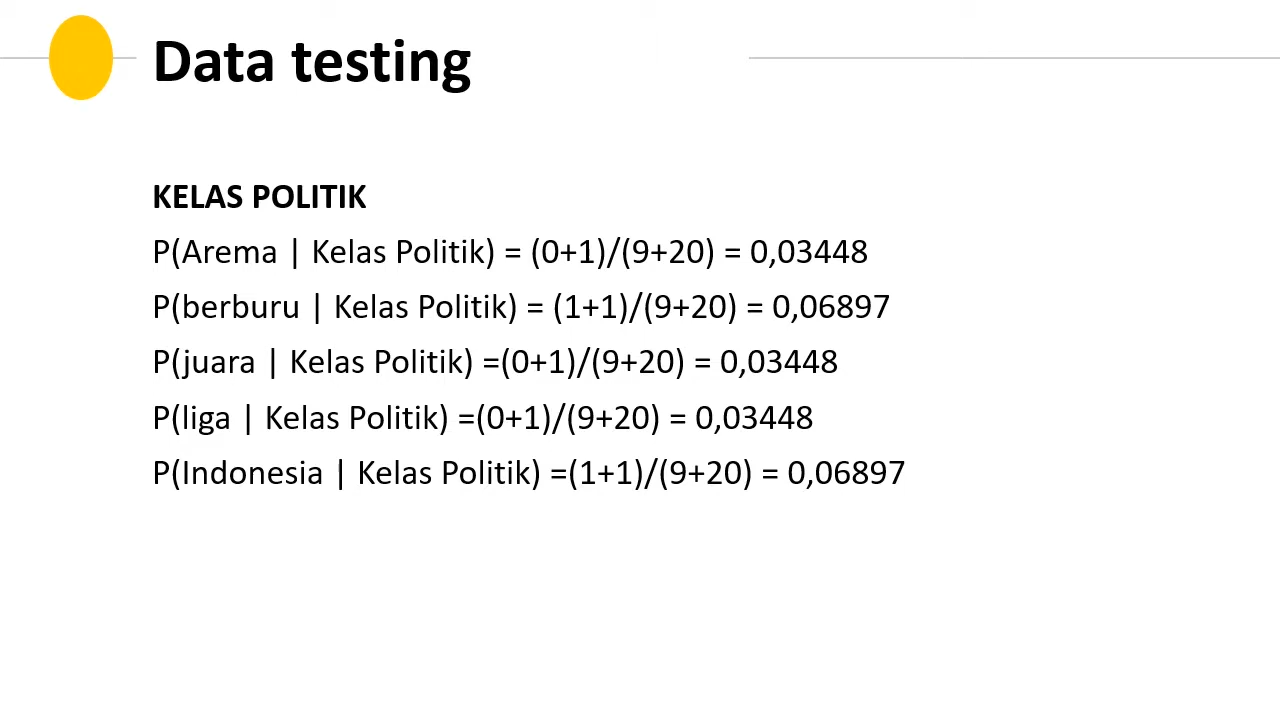 Data testing
KELAS POLITIK
P(Arema | Kelas Politik) = (0+1)/(9+20) = 0,03448
P(berburu | Kelas Politik) = (1+1)/(9+20) = 0,06897
P(juara | Kelas Politik) =(0+1)/(9+20) = 0,03448
P(liga | Kelas Politik) =(0+1)/(9+20) = 0,03448
P(Indonesia | Kelas Politik) =(1+1)/(9+20) = 0,06897